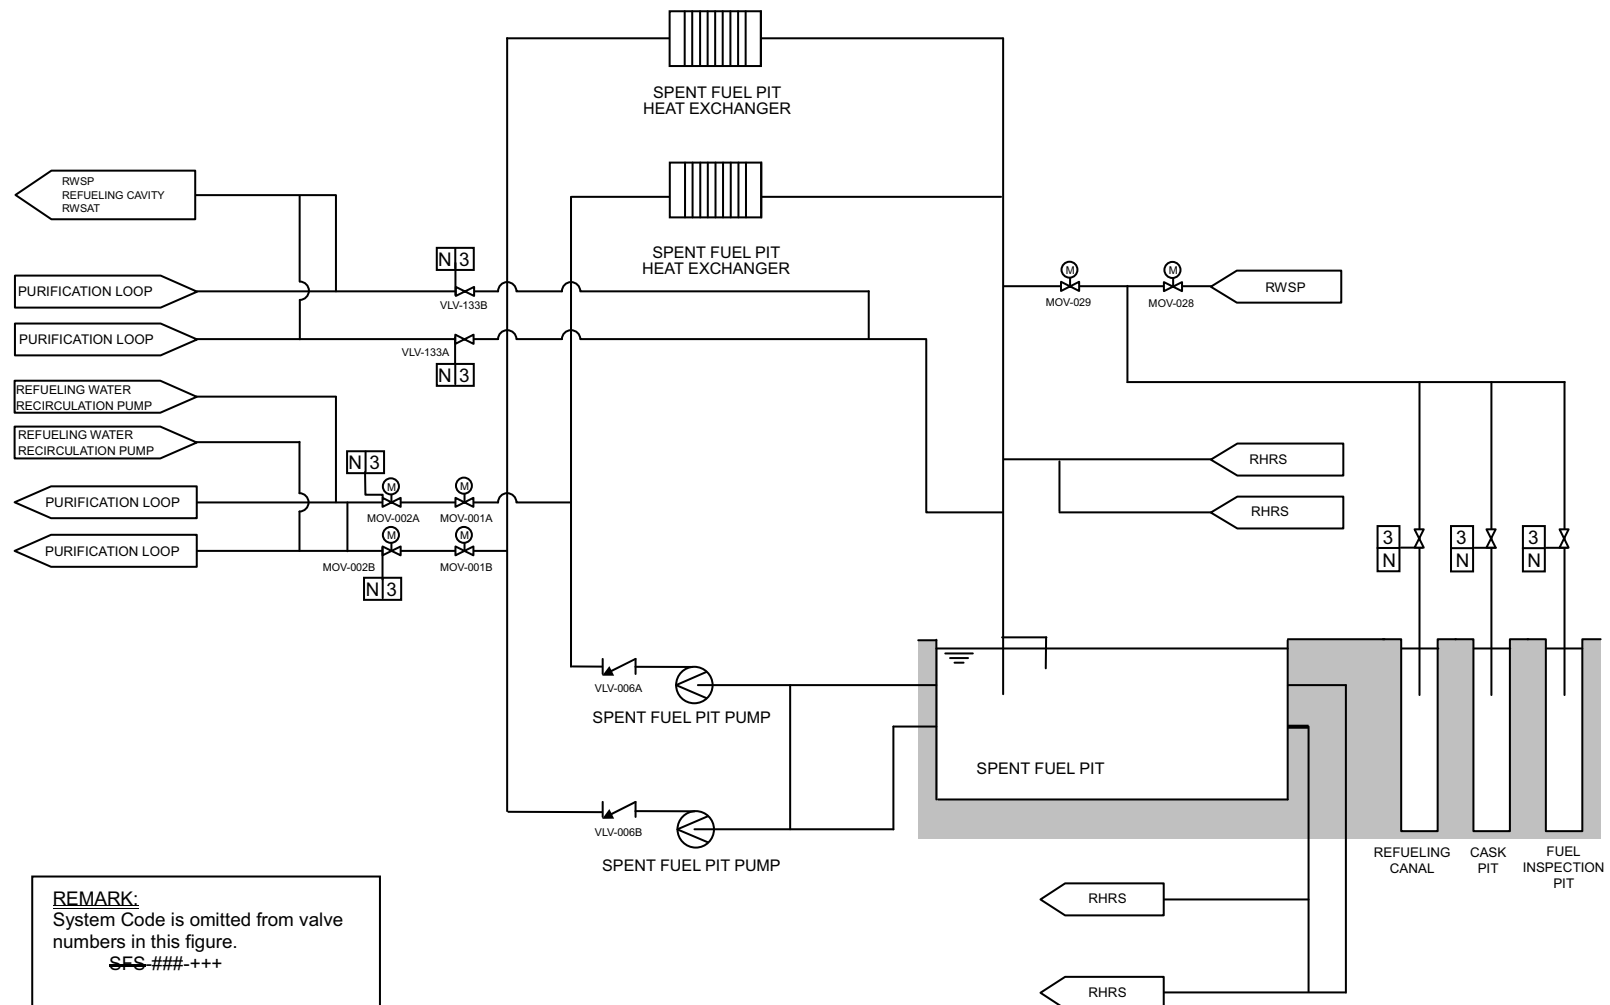 SPENT FUEL PIT
HEAT EXCHANGER
RWSP
REFUELING CAVITY
RWSAT
SPENT FUEL PIT
HEAT EXCHANGER
N 3
PURIFICATION LOOP
VLV-133B
M
MOV-029
M
MOV-028
RWSP
PURIFICATION LOOP
VLV-133A
N 3
REFUELING WATER
RECIRCULATION PUMP
REFUELING WATER
RECIRCULATION PUMP
RHRS
N 3
PURIFICATION LOOP
M
MOV-002A
M
MOV-001A
RHRS
PURIFICATION LOOP
M
MOV-002B
M
MOV-001B
N 3
3
N
3
N
3
N
VLV-006A
SPENT FUEL PIT PUMP
SPENT FUEL PIT
VLV-006B
SPENT FUEL PIT PUMP
REFUELING
CANAL
CASK
PIT
FUEL
INSPECTION
PIT
RHRS
RHRS
REMARK:
System Code is omitted from valve
numbers in this figure.
SFS-###-+++